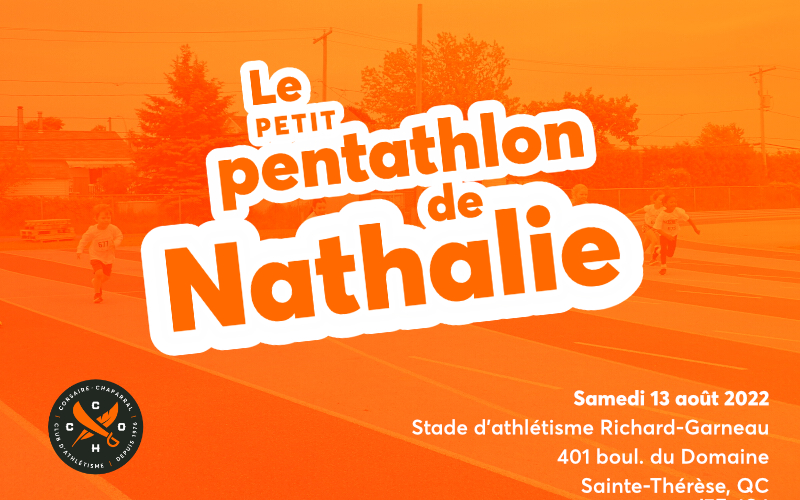 Le
PETIT
pentathlon
de
Nathalie
CORSAIRE-CHAPARRAL
C
C O
H
CLUB D'ATHLÉTISME | DEPUIS 1976
Samedi 13 août 2022
Stade d'athlétisme Richard-Garneau
401 boul. du Domaine
Sainte-Thérèse, QC